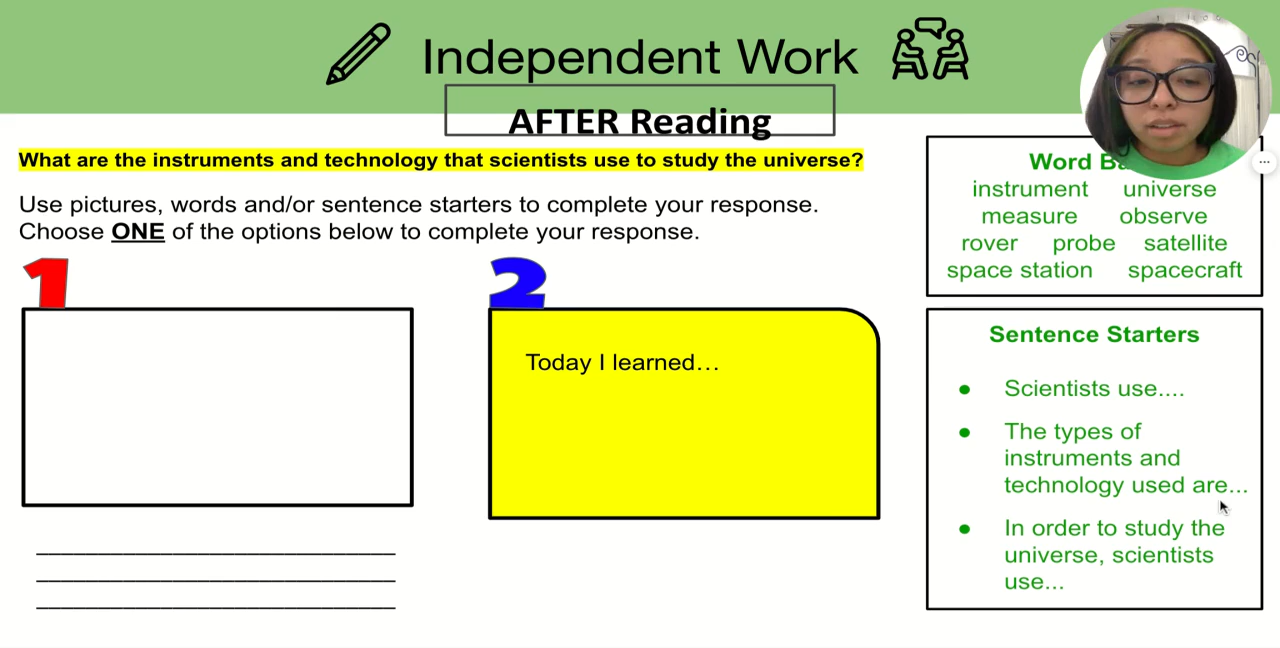 Independent Work
AFTER Reading
What are the instruments and technology that scientists use to study the universe?
Use pictures, words and/or sentence starters to complete your response.
Choose ONE of the options below to complete your response.
1
2
Today I learned…
Word
instrument universe
measure observe
rover probe satellite
space station spacecraft
Sentence Starters
● Scientists use....
● The types of
instruments and
technology used are...
● In order to study the
universe, scientists
use...